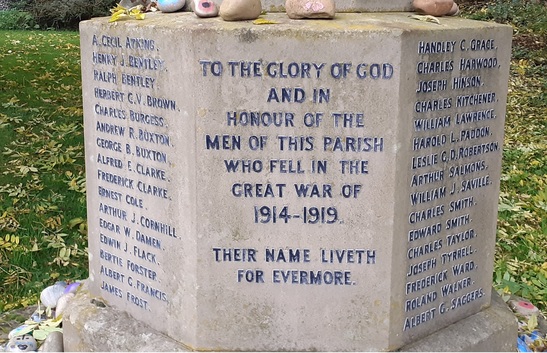 A. CECIL ATKINS.
HENRY J. BENTLEY.
RALPH BENTLEY.
HERBERT C.V. BROWN.
CHARLES BURGESS.
ANDREW R. BUXTON.
GEORGE B. BUXTON.
ALFRED E. CLARKE.
FREDERICK CLARKE.
ERNEST COLE.
ARTHUR J. CORNHILL.
EDGAR W. DAMEN.
EDWIN J. FLACK.
BERTIE FORSTER.
ALBERT G. FRANCIS.
JAMES FROST.
TO THE GLORY OF GOD
AND IN
HONOUR OF THE
MEN OF THIS PARISH
WHO FELL IN THE
GREAT WAR OF
1914-1919.
THEIR NAME LIVETH
FOR EVERMORE.
HANDLEY C. GRACE.
CHARLES HARWOOD.
JOSEPH HINSON.
CHARLES KITCHENER.
WILLIAM LAWRENCE.
HAROLD L. PADDON.
LESLIE C.D. ROBERTSON.
ARTHUR SALMONS.
WILLIAM J. SAVILLE.
CHARLES SMITH.
EDWARD SMITH.
CHARLES TAYLOR.
JOSEPH TYRRELL.
FREDERICK WARD.
ROLAND WALKER.
ALBERT G. SAGGERS.